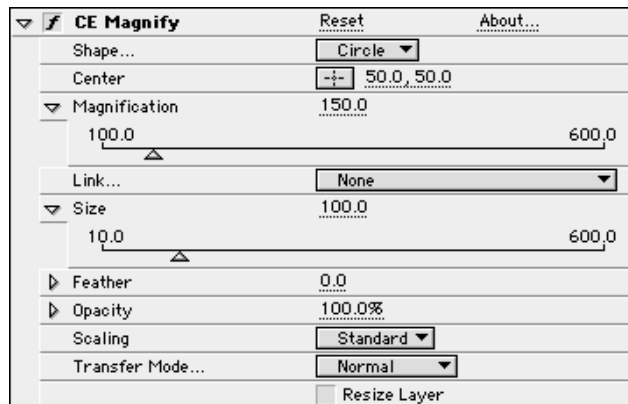 CE Magnify Reset About...
Shape... Circle
Center 50.0, 50.0
Magnification 150.0
100.0 600.0
Link... None
Size 100.0
10.0 600.0
Feather 0.0
Opacity 100.0%
Scaling Standard
Transfer Mode... Normal
Resize Layer